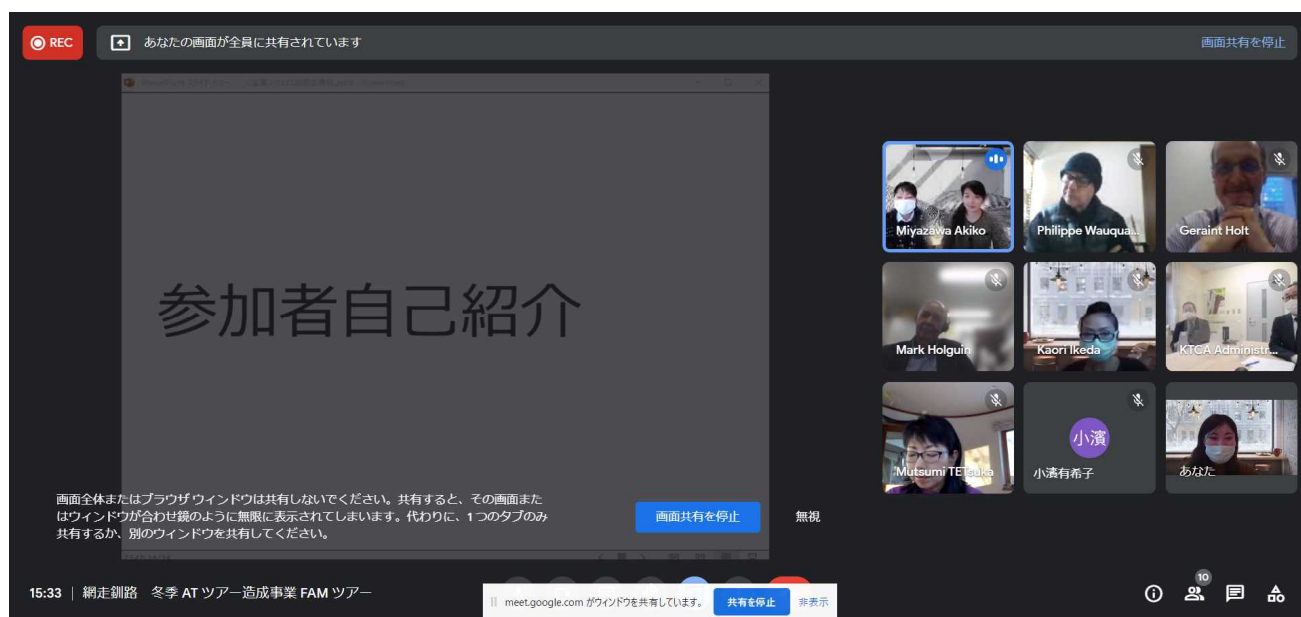 REC
あなたの画面が全員に共有されています
画面共有を停止
参加者自己紹介
Miyazawa Akiko
Philippe Wauqua...
Geraint Holt
Mark Holguin
Kaori Ikeda
KTCA Administr...
Mutsumi TETsuka
小濱
小濱有希子
あなた
画面全体またはブラウザ ウィンドウは共有しないでください。共有すると、その画面また
はウィンドウが合わせ鏡のように無限に表示されてしまいます。代わりに、1 つのタブのみ
共有するか、別のウィンドウを共有してください。
画面共有を停止
無視
15:33 | 網走釧路 冬季 AT ツアー造成事業 FAM ツアー
meet.google.com がウィンドウを共有しています。
共有を停止
非表示
10